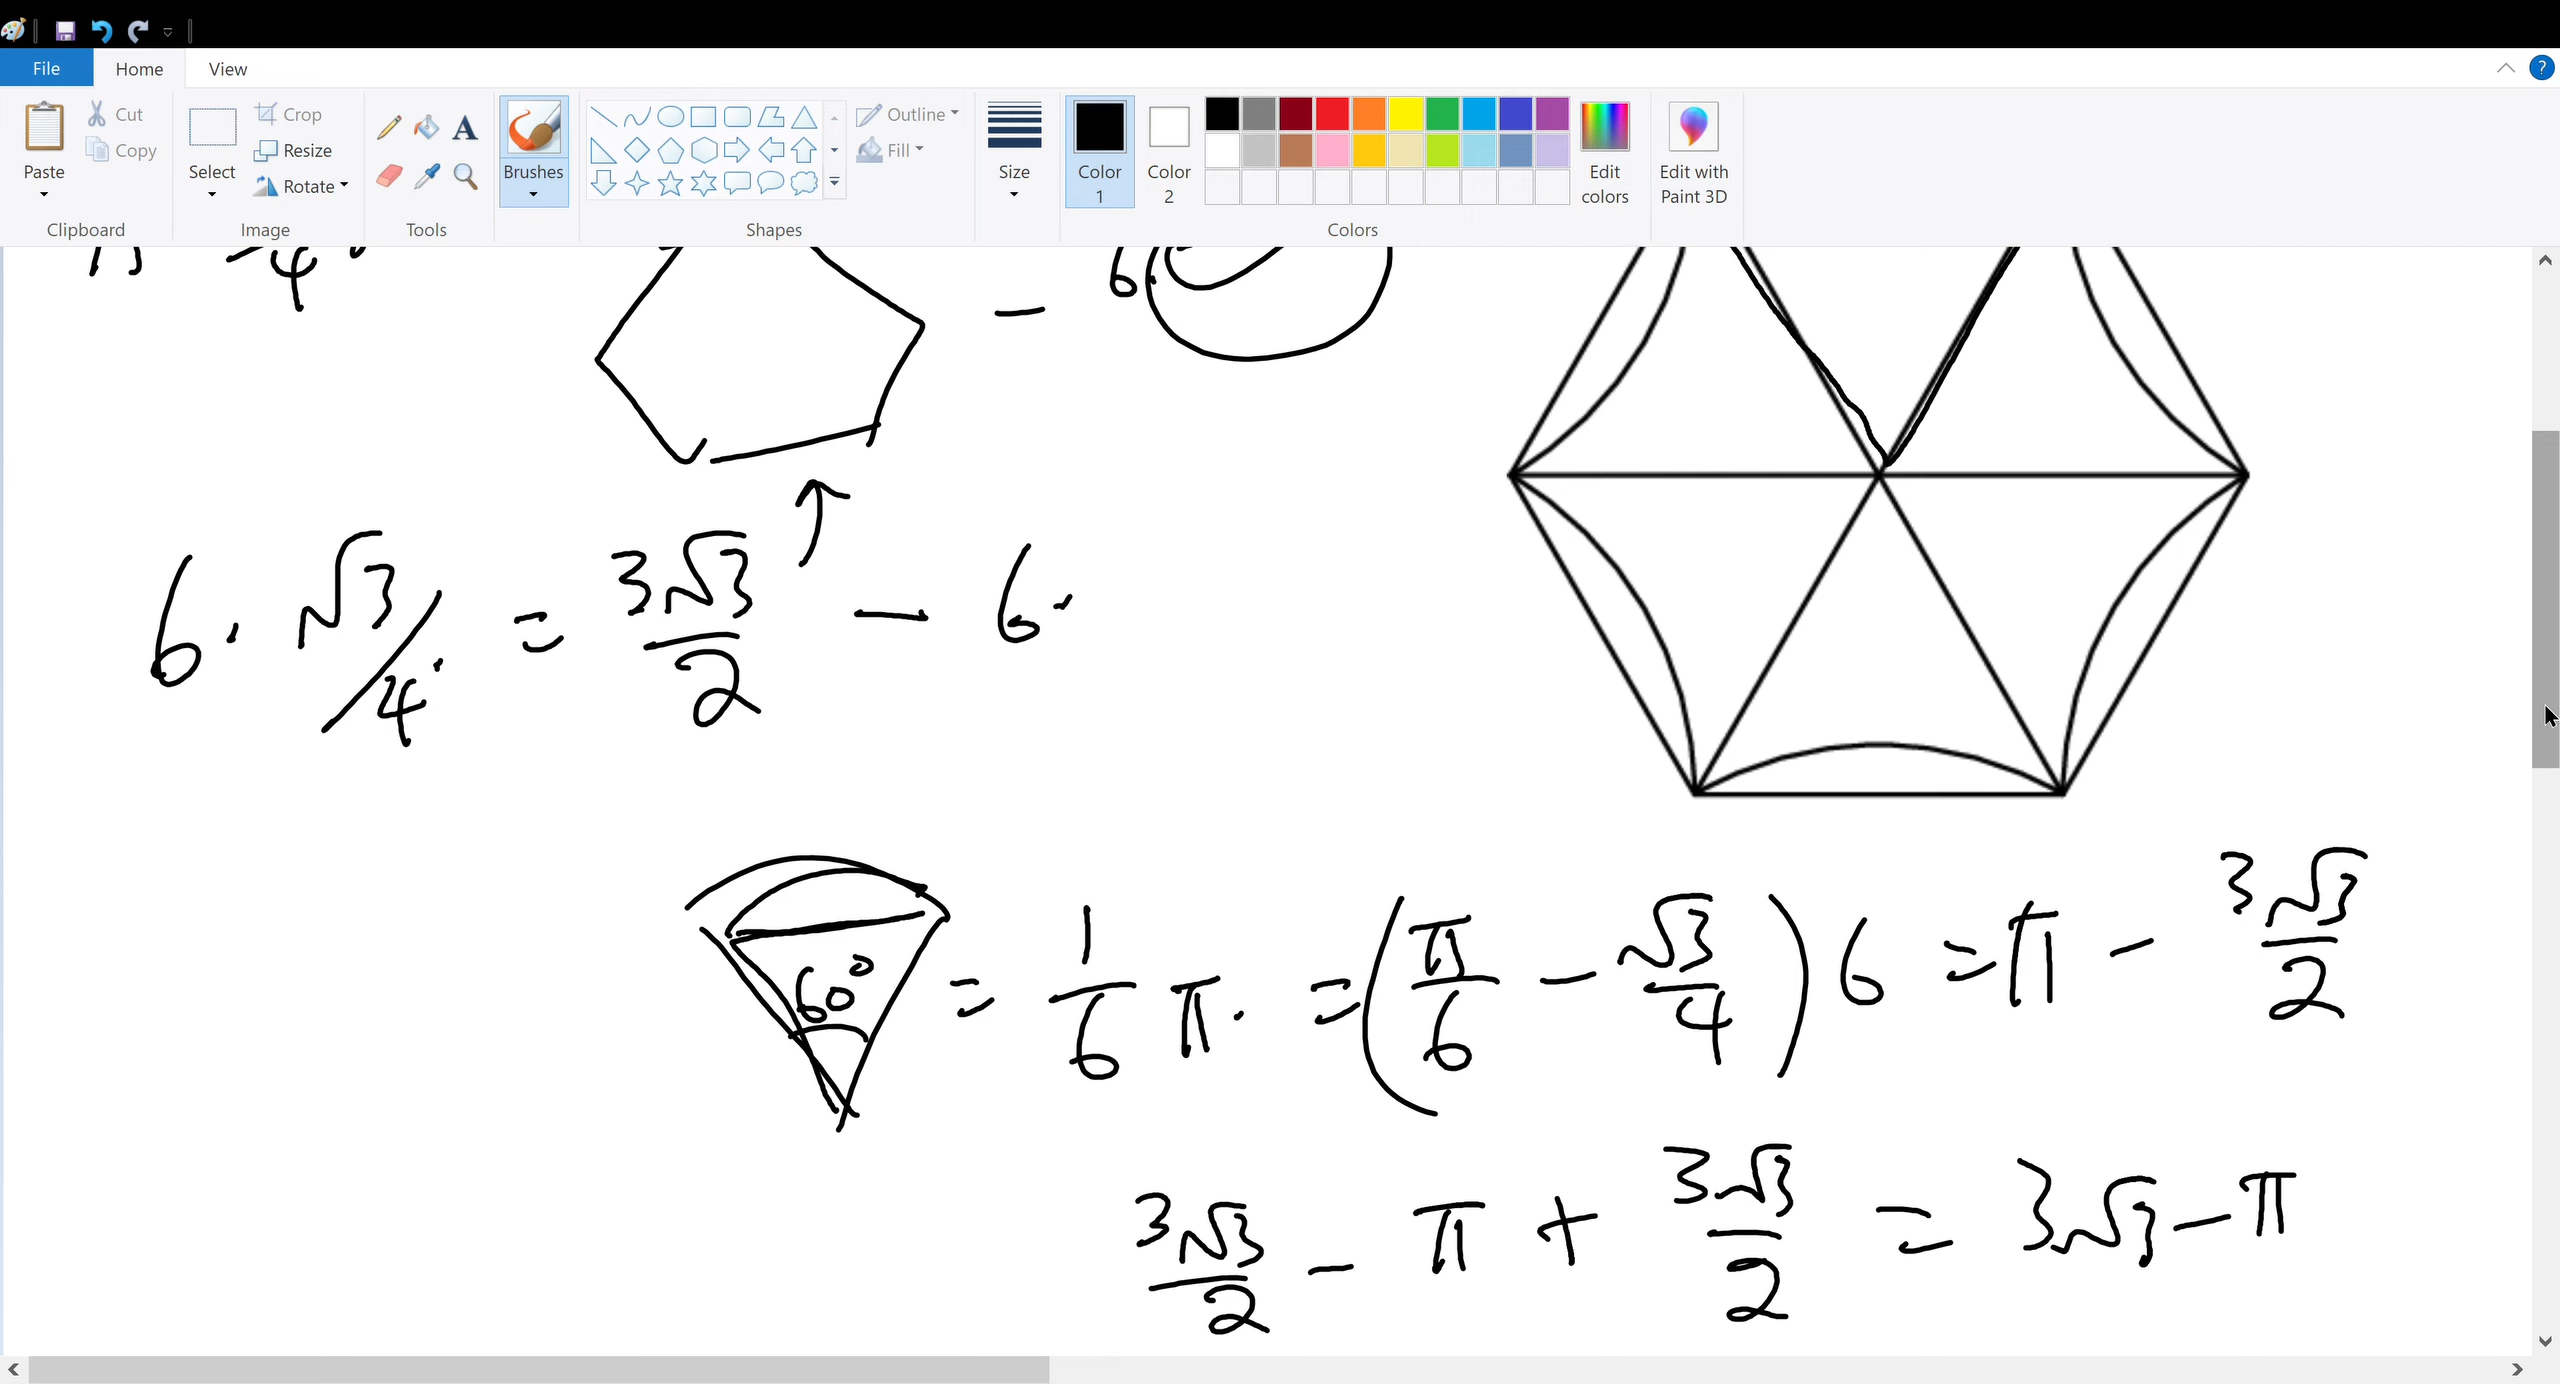 File Home View
Paste Cut Copy Clipboard
Select Crop Resize Rotate Image
A Tools
Brushes
Shapes Outline Fill
Size
Color 1 Color 2 Colors Edit colors
Edit with Paint 3D
?
4
6.
6 · √3/4 = 3√3/2 − 6·
60° = 1/6 π. = (π/6 − √3/4) 6 = π − 3√3/2
3√3/2 − π + 3√3/2 = 3√3 − π